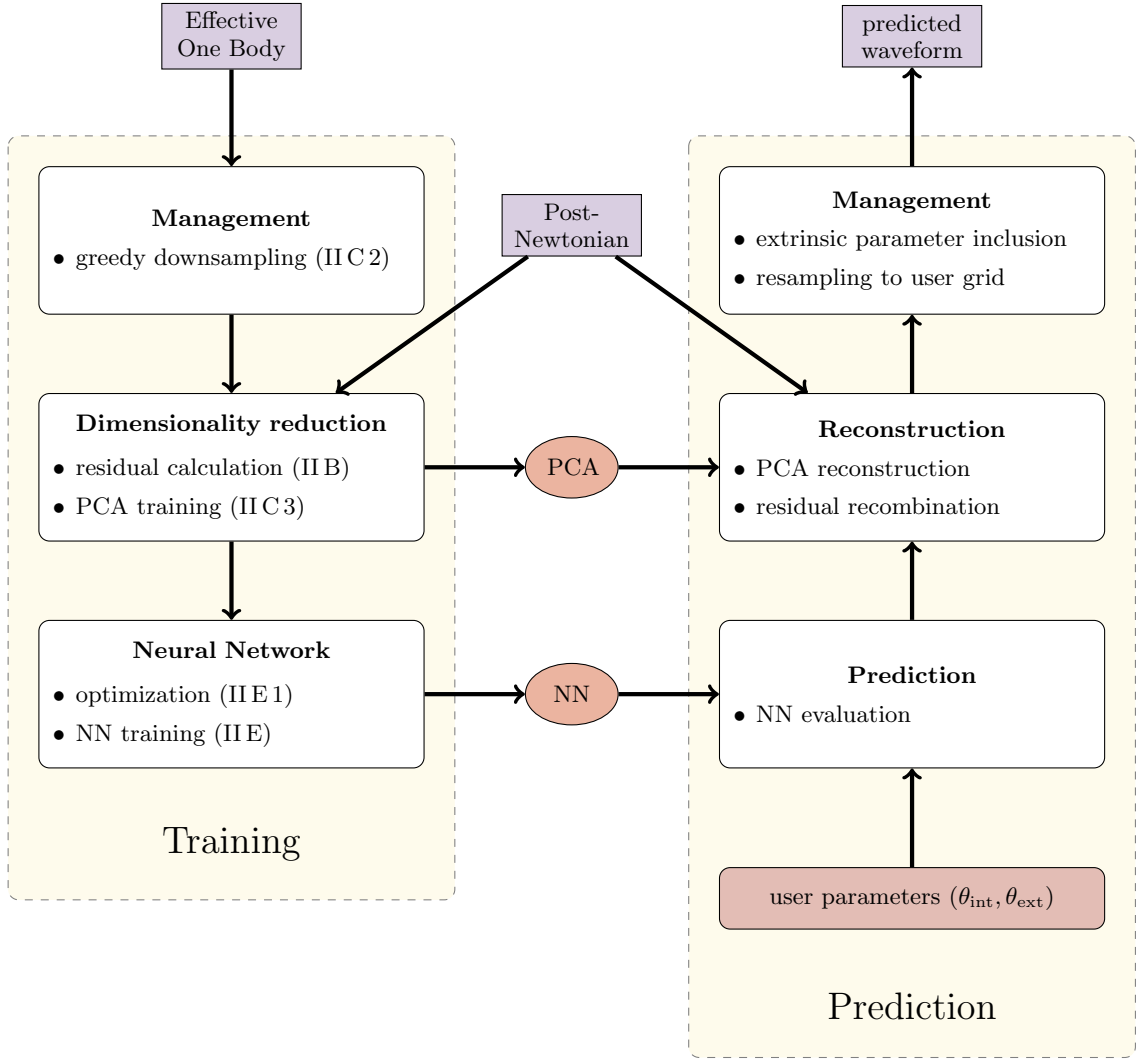 Effective
One Body
Management
• greedy downsampling (II C 2)
Dimensionality reduction
• residual calculation (II B)
• PCA training (II C 3)
Neural Network
• optimization (II E 1)
• NN training (II E)
Training
Post-
Newtonian
PCA
NN
predicted
waveform
Management
• extrinsic parameter inclusion
• resampling to user grid
Reconstruction
• PCA reconstruction
• residual recombination
Prediction
• NN evaluation
user parameters (θint, θext)
Prediction